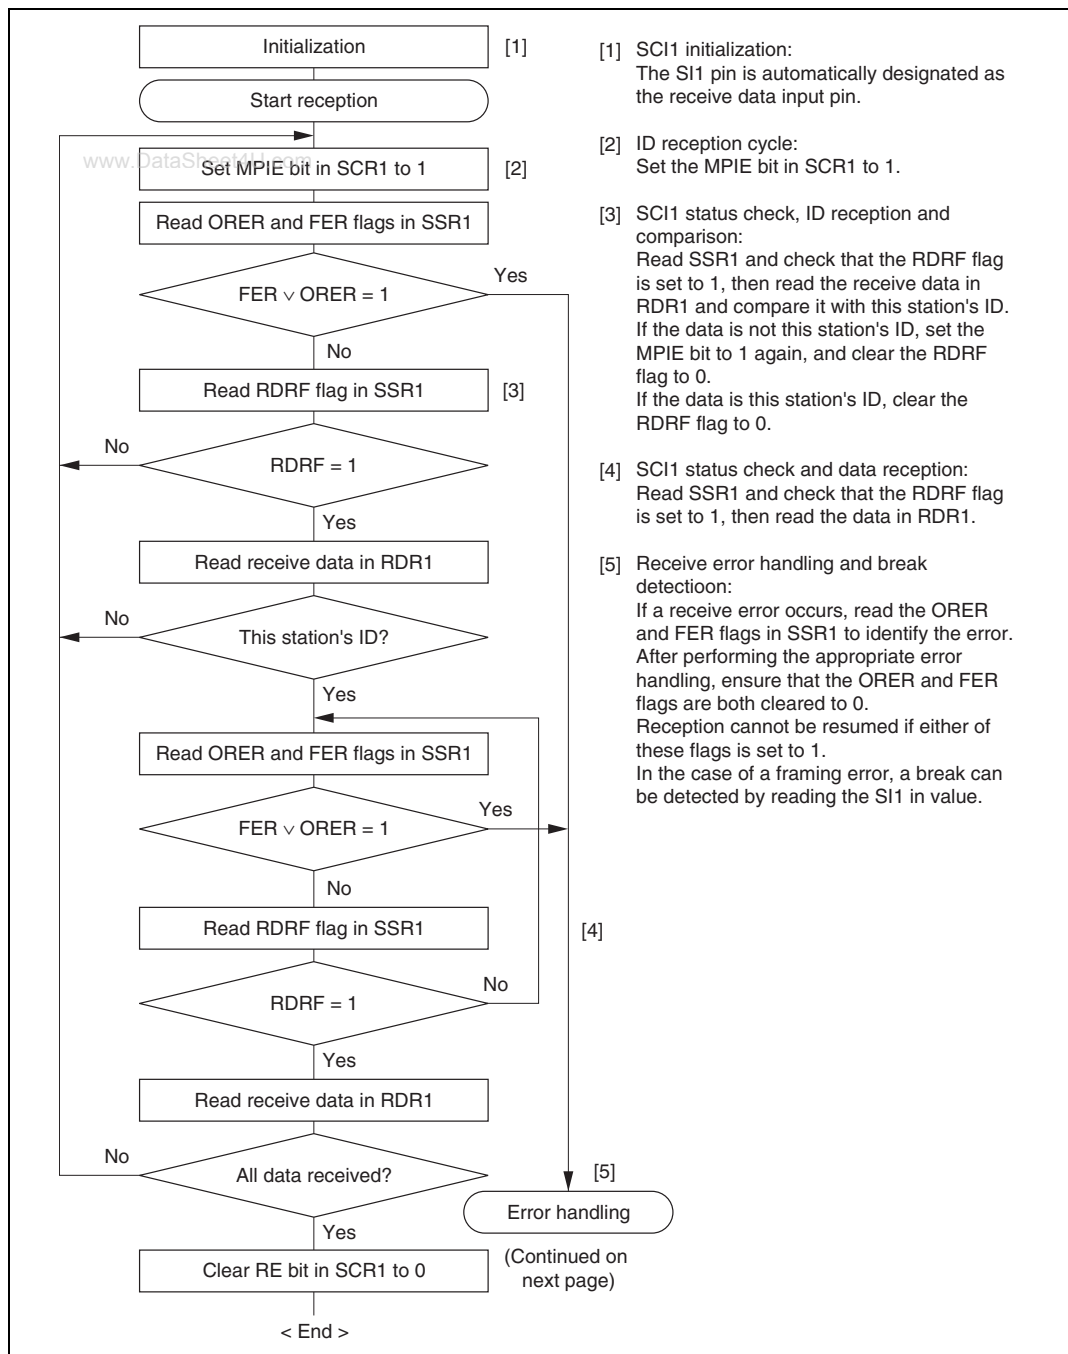 Initialization [1]
Start reception
www.DataSheet4U.com
Set MPIE bit in SCR1 to 1 [2]
Read ORER and FER flags in SSR1
Yes
FER ∨ ORER = 1
No
Read RDRF flag in SSR1 [3]
No
RDRF = 1
Yes
Read receive data in RDR1
No
This station's ID?
Yes
Read ORER and FER flags in SSR1
Yes
FER ∨ ORER = 1
No
Read RDRF flag in SSR1
[4]
No
RDRF = 1
Yes
Read receive data in RDR1
No
All data received?
[5]
Error handling
Yes
(Continued on
next page)
Clear RE bit in SCR1 to 0
< End >
[1] SCI1 initialization:
The SI1 pin is automatically designated as
the receive data input pin.
[2] ID reception cycle:
Set the MPIE bit in SCR1 to 1.
[3] SCI1 status check, ID reception and
comparison:
Read SSR1 and check that the RDRF flag
is set to 1, then read the receive data in
RDR1 and compare it with this station's ID.
If the data is not this station's ID, set the
MPIE bit to 1 again, and clear the RDRF
flag to 0.
If the data is this station's ID, clear the
RDRF flag to 0.
[4] SCI1 status check and data reception:
Read SSR1 and check that the RDRF flag
is set to 1, then read the data in RDR1.
[5] Receive error handling and break
detectioon:
If a receive error occurs, read the ORER
and FER flags in SSR1 to identify the error.
After performing the appropriate error
handling, ensure that the ORER and FER
flags are both cleared to 0.
Reception cannot be resumed if either of
these flags is set to 1.
In the case of a framing error, a break can
be detected by reading the SI1 in value.